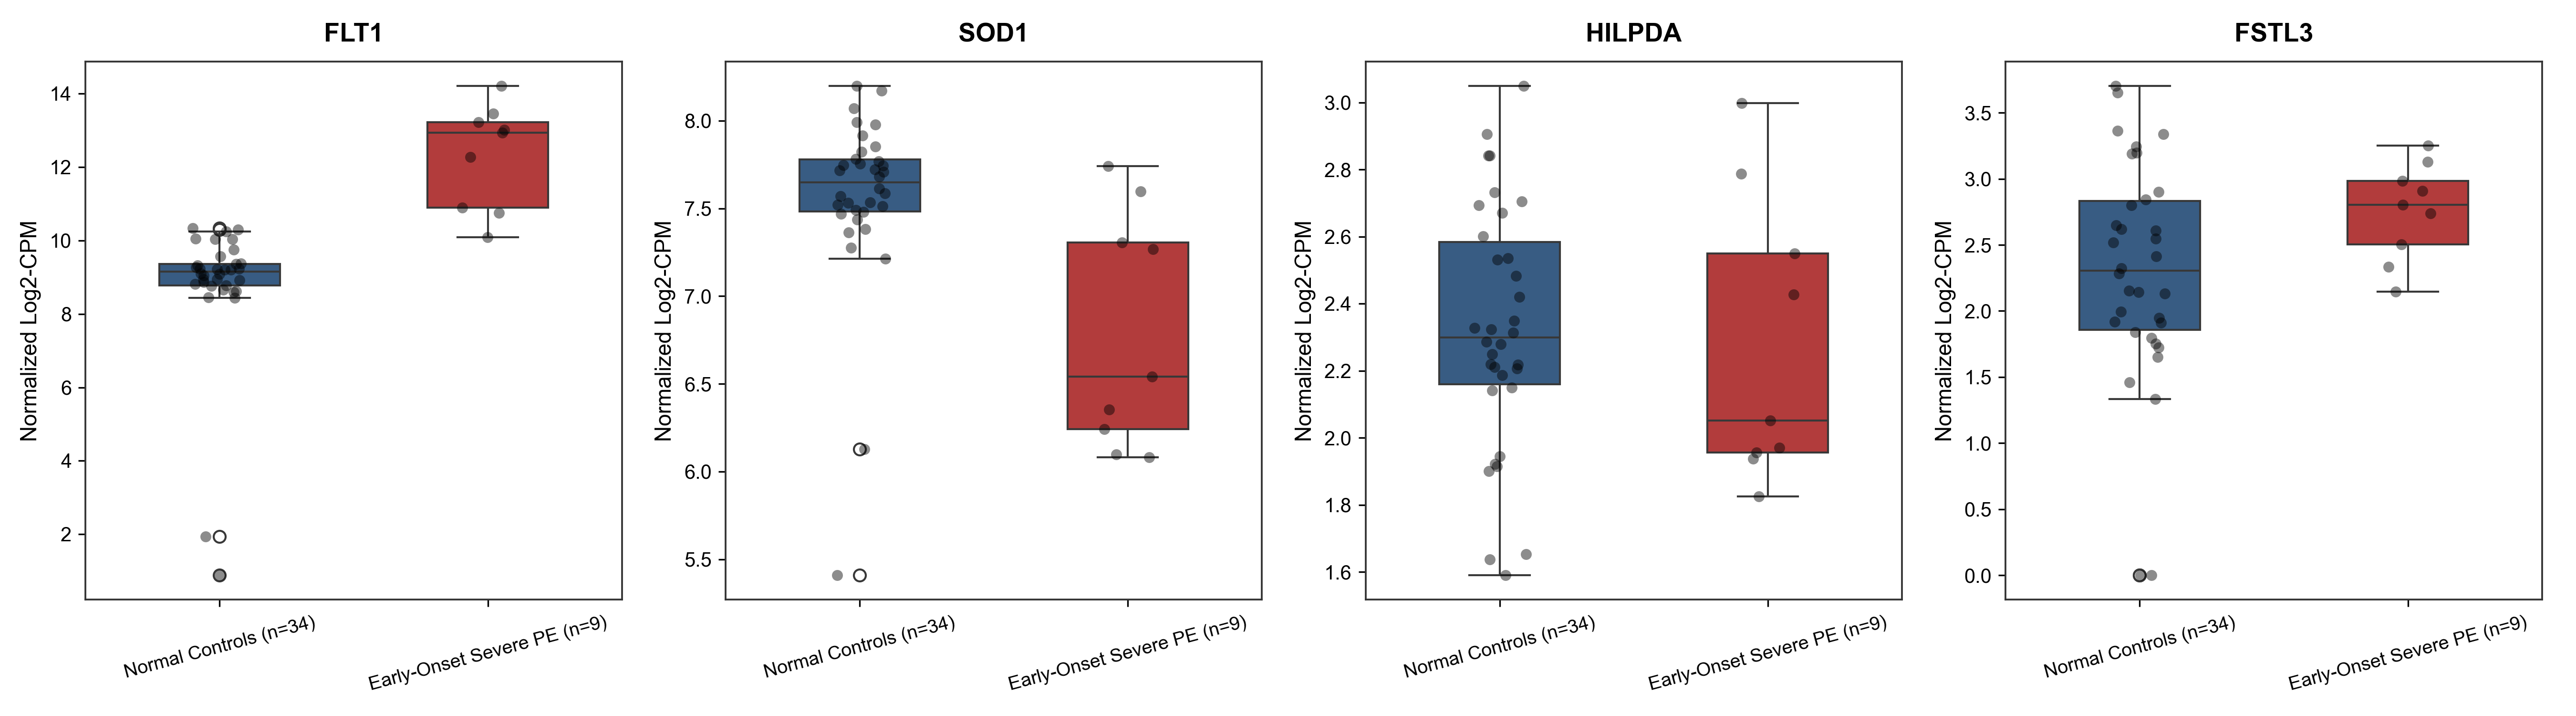 FLT1
Normalized Log2-CPM
14
12
10
8
6
4
2
Normal Controls (n=34)
Early-Onset Severe PE (n=9)
SOD1
Normalized Log2-CPM
8.0
7.5
7.0
6.5
6.0
5.5
Normal Controls (n=34)
Early-Onset Severe PE (n=9)
HILPDA
Normalized Log2-CPM
3.0
2.8
2.6
2.4
2.2
2.0
1.8
1.6
Normal Controls (n=34)
Early-Onset Severe PE (n=9)
FSTL3
Normalized Log2-CPM
3.5
3.0
2.5
2.0
1.5
1.0
0.5
0.0
Normal Controls (n=34)
Early-Onset Severe PE (n=9)